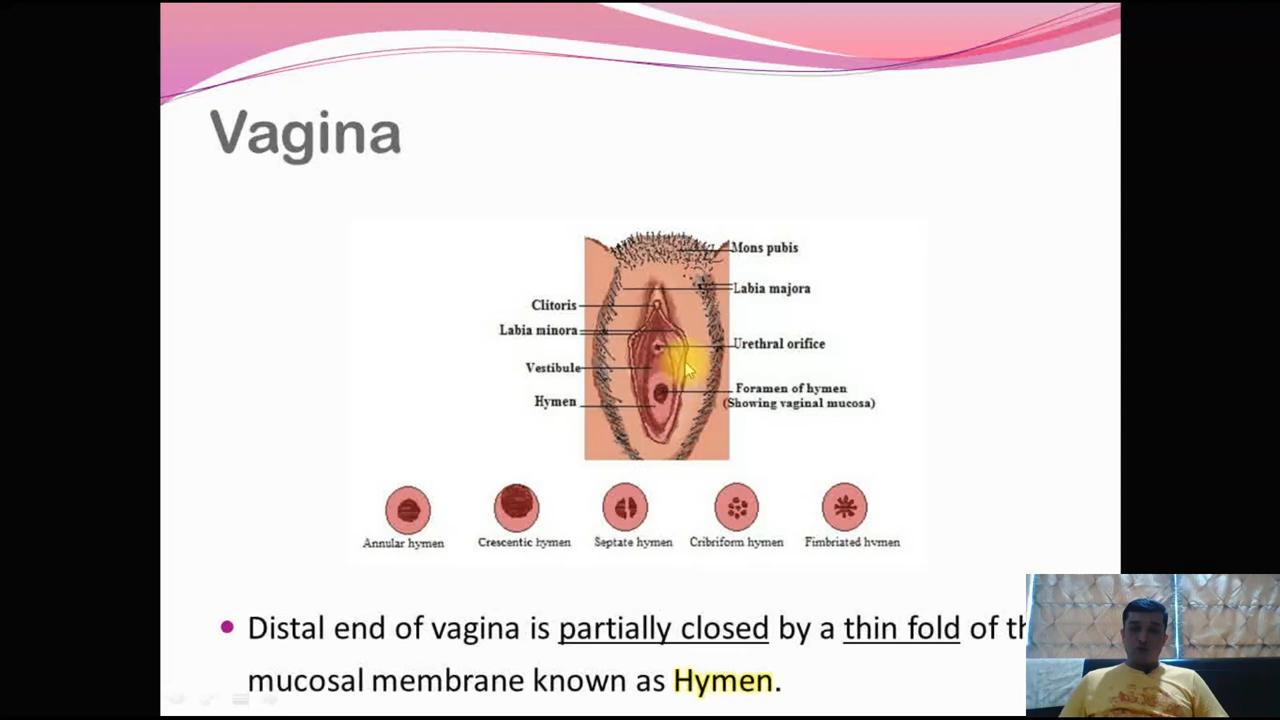 Vagina
Mons pubis
Labia majora
Clitoris
Labia minora
Urethral orifice
Vestibule
Foramen of hymen
(Showing vaginal mucosa)
Hymen
Annular hymen Crescentic hymen Septate hymen Cribriform hymen Fimbriated hymen
• Distal end of vagina is partially closed by a thin fold of
mucosal membrane known as Hymen.